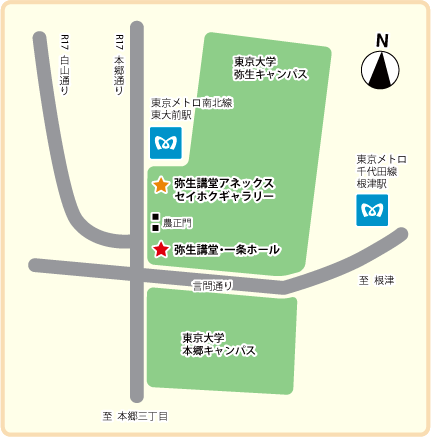 R17 白山通り
R17 本郷通り
東京大学
弥生キャンパス
N
東京メトロ南北線
東大前駅
東京メトロ
千代田線
根津駅
弥生講堂アネックス
セイホクギャラリー
農正門
弥生講堂・一条ホール
至 根津
言問通り
東京大学
本郷キャンパス
至 本郷三丁目